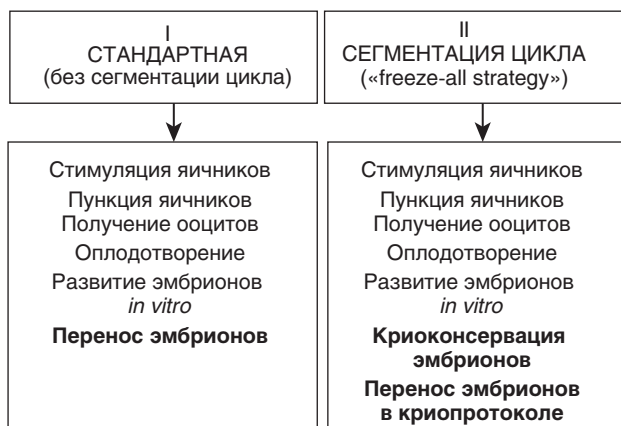 I
СТАНДАРТНАЯ
(без сегментации цикла)
II
СЕГМЕНТАЦИЯ ЦИКЛА
(«freeze-all strategy»)
Стимуляция яичников
Пункция яичников
Получение ооцитов
Оплодотворение
Развитие эмбрионов
in vitro
Перенос эмбрионов
Стимуляция яичников
Пункция яичников
Получение ооцитов
Оплодотворение
Развитие эмбрионов
in vitro
Криоконсервация
эмбрионов
Перенос эмбрионов
в криопротоколе